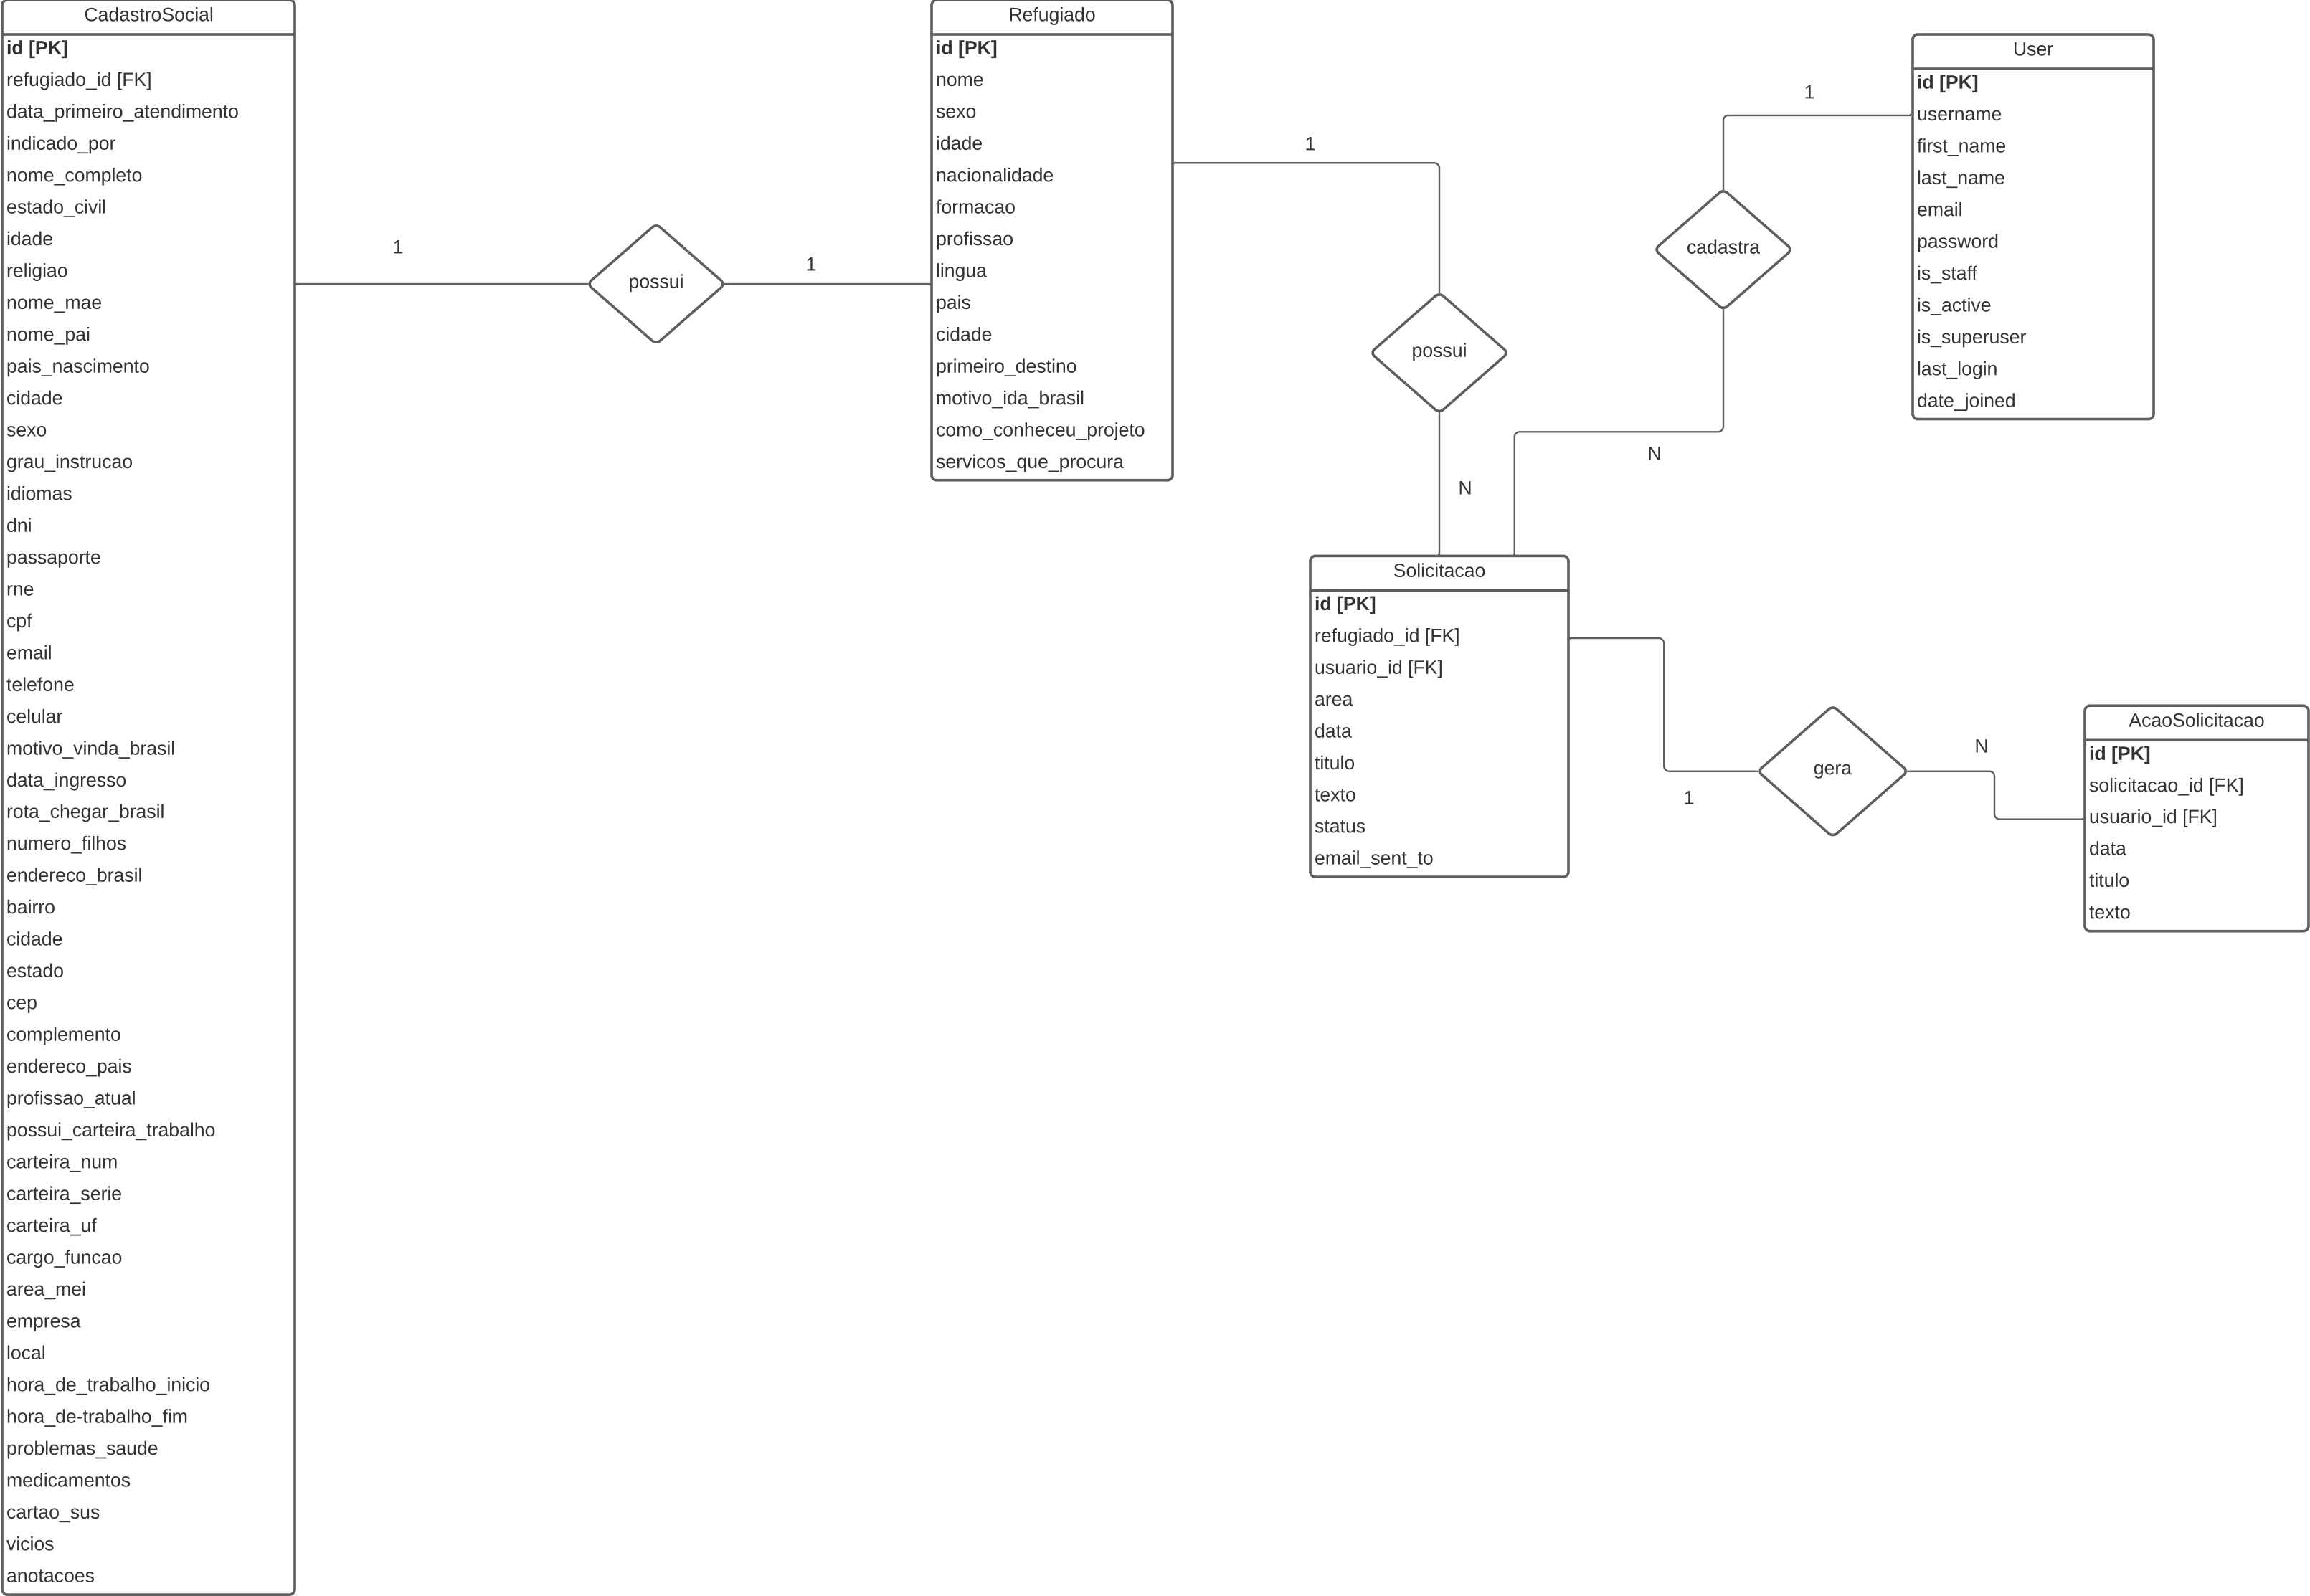 CadastroSocial
id [PK]
refugiado_id [FK]
data_primeiro_atendimento
indicado_por
nome_completo
estado_civil
idade
religiao
nome_mae
nome_pai
pais_nascimento
cidade
sexo
grau_instrucao
idiomas
dni
passaporte
rne
cpf
email
telefone
celular
motivo_vinda_brasil
data_ingresso
rota_chegar_brasil
numero_filhos
endereco_brasil
bairro
cidade
estado
cep
complemento
endereco_pais
profissao_atual
possui_carteira_trabalho
carteira_num
carteira_serie
carteira_uf
cargo_funcao
area_mei
empresa
local
hora_de_trabalho_inicio
hora_de-trabalho_fim
problemas_saude
medicamentos
cartao_sus
vicios
anotacoes
1
possui
1
Refugiado
id [PK]
nome
sexo
idade
nacionalidade
formacao
profissao
lingua
pais
cidade
primeiro_destino
motivo_ida_brasil
como_conheceu_projeto
servicos_que_procura
1
possui
N
1
cadastra
N
User
id [PK]
username
first_name
last_name
email
password
is_staff
is_active
is_superuser
last_login
date_joined
Solicitacao
id [PK]
refugiado_id [FK]
usuario_id [FK]
area
data
titulo
texto
status
email_sent_to
1
gera
N
AcaoSolicitacao
id [PK]
solicitacao_id [FK]
usuario_id [FK]
data
titulo
texto